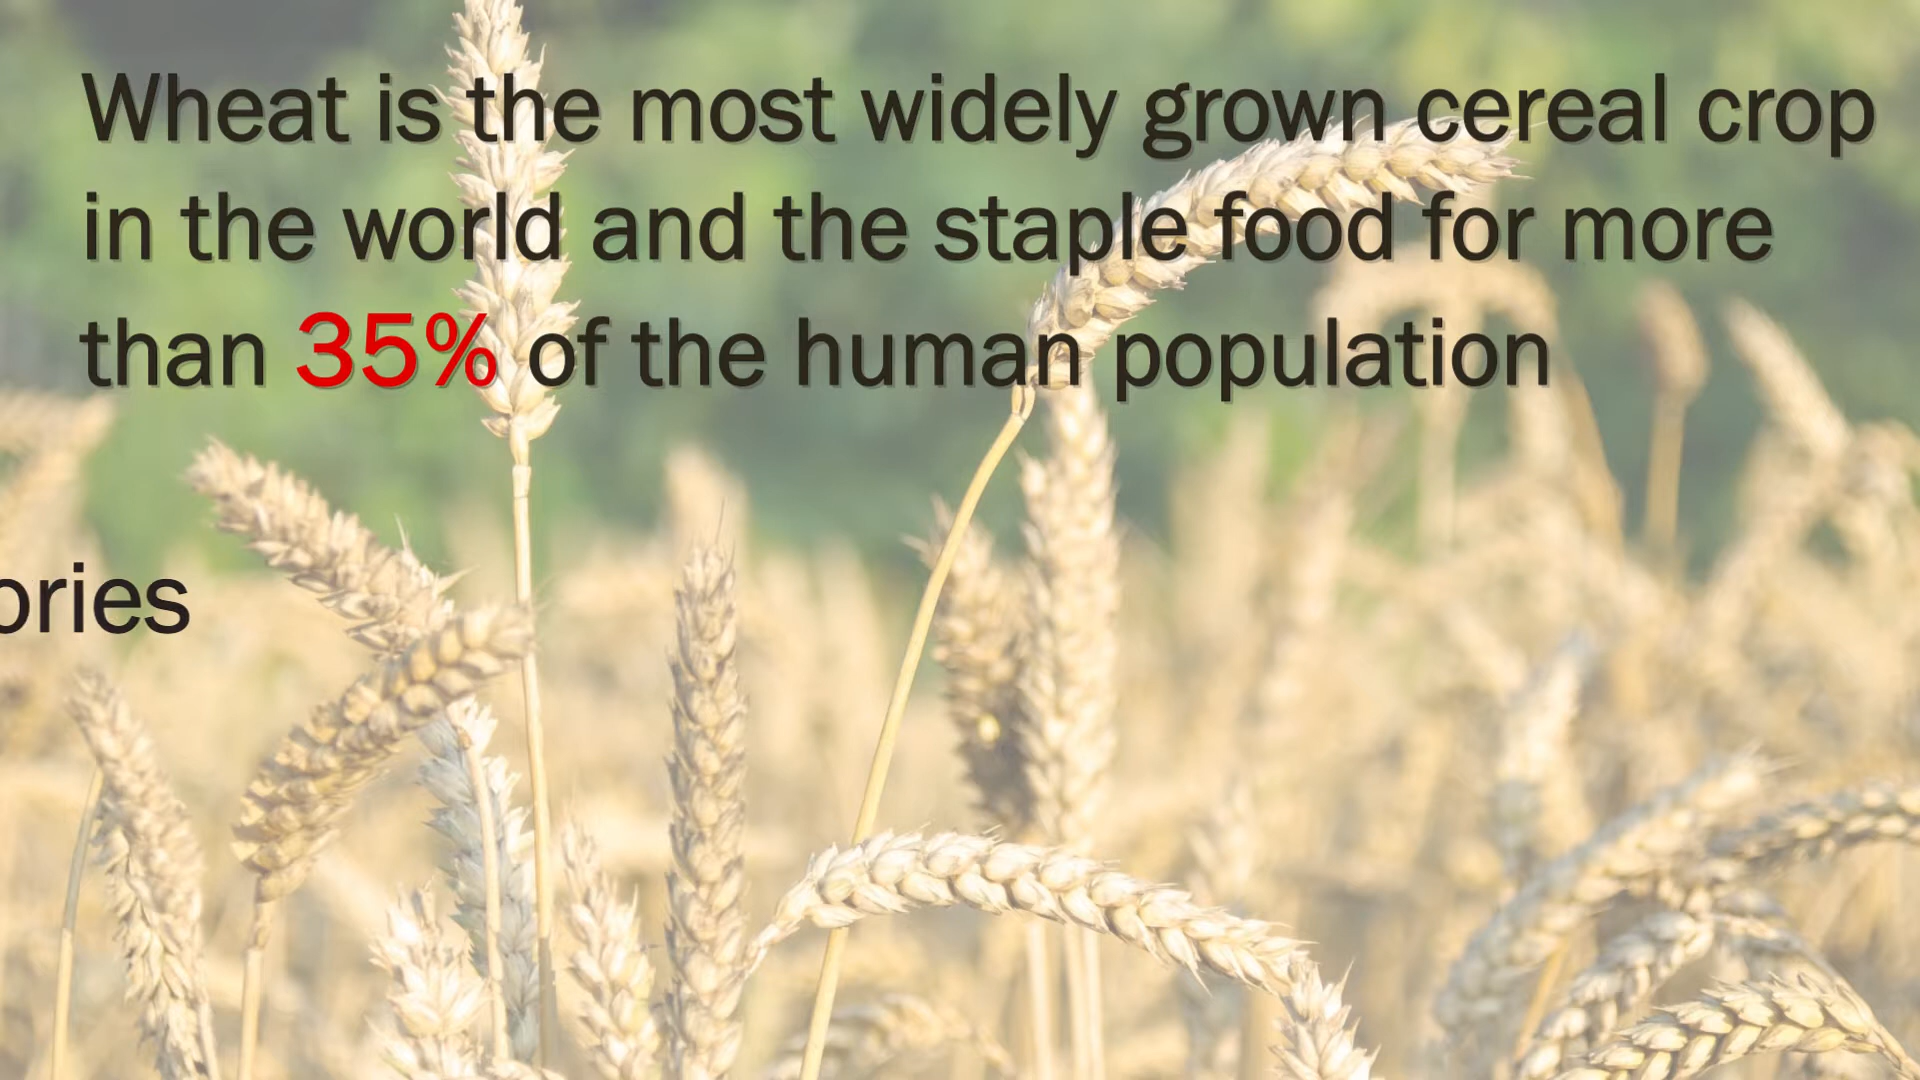 Wheat is the most widely grown cereal crop
in the world and the staple food for more
than 35% of the human population
ories